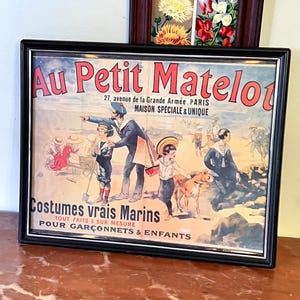 Au Petit Matelot
27, avenue de la Grande Armée. PARIS
MAISON SPÉCIALE & UNIQUE
Costumes vrais Marins
TOUT FAITS & SUR MESURE
POUR GARÇONNETS & ENFANTS